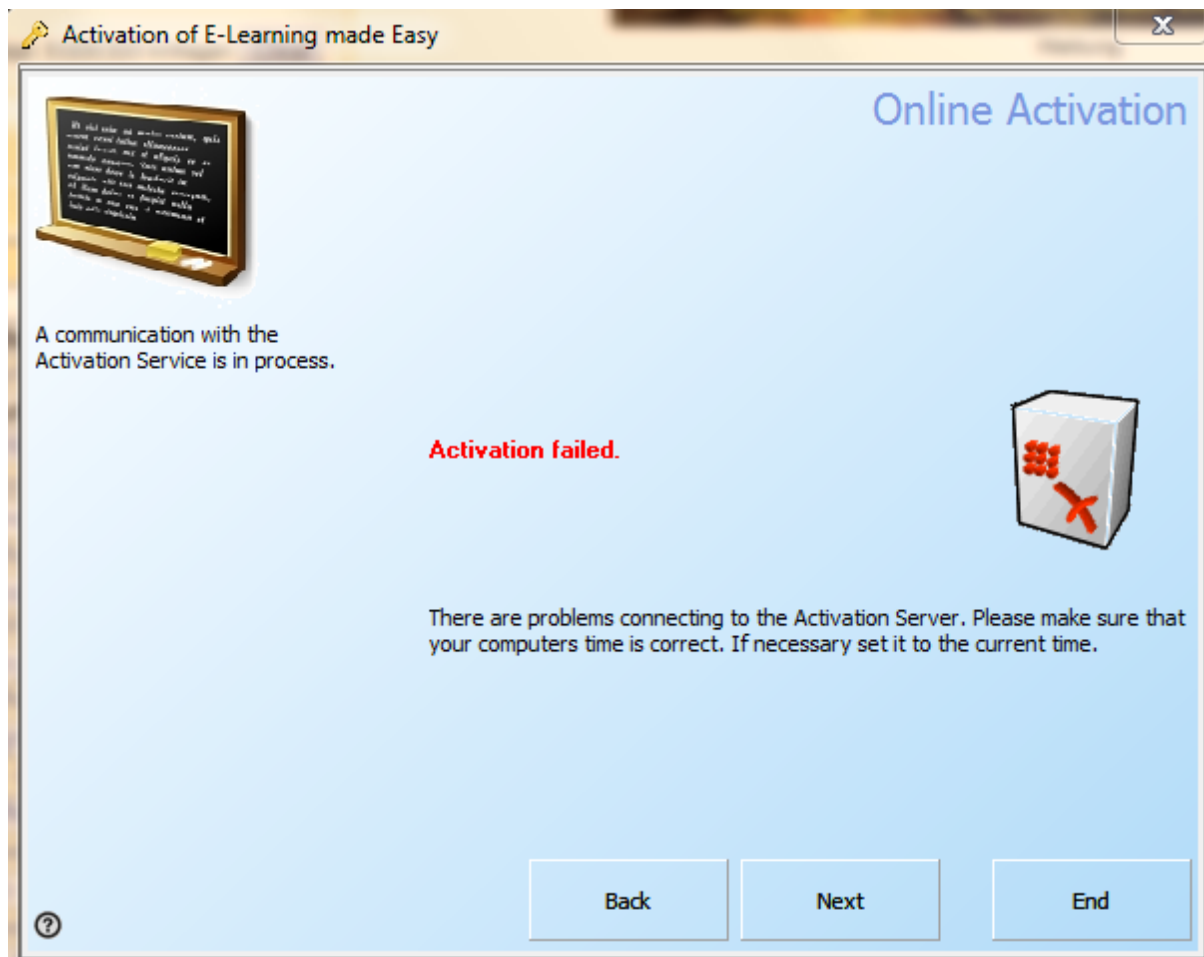 Activation of E-Learning made Easy
Online Activation
A communication with the
Activation Service is in process.
Activation failed.
There are problems connecting to the Activation Server. Please make sure that
your computers time is correct. If necessary set it to the current time.
Back
Next
End